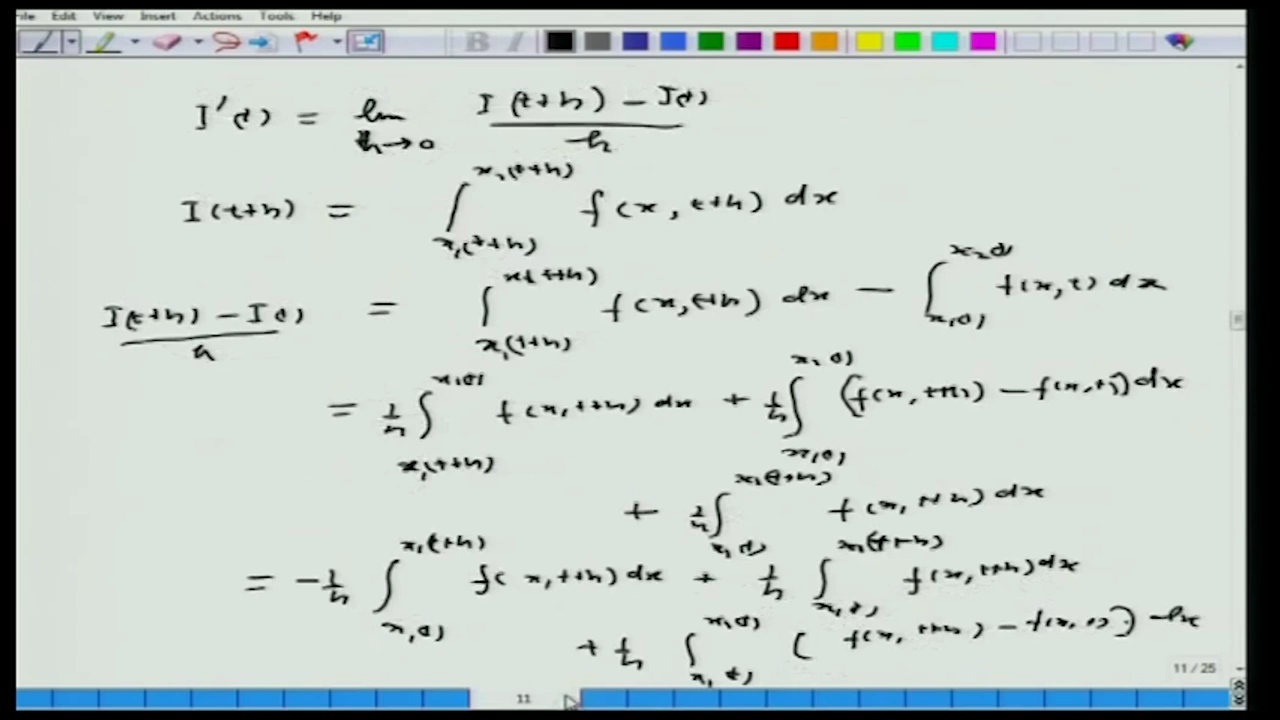 File Edit View Insert Actions Tools Help
I'(t) = lim h→0 (I(t+h) − I(t)) / h
I(t+h) = ∫_{x₁(t+h)}^{x₂(t+h)} f(x, t+h) dx
(I(t+h) − I(t)) / h = ∫_{x₁(t+h)}^{x₂(t+h)} f(x, t+h) dx − ∫_{x₁(t)}^{x₂(t)} f(x, t) dx
= 1/h ∫_{x₁(t+h)}^{x₁(t)} f(x, t+h) dx + 1/h ∫_{x₁(t)}^{x₂(t)} (f(x, t+h) − f(x, t)) dx
+ 1/h ∫_{x₂(t)}^{x₂(t+h)} f(x, t+h) dx
= −1/h ∫_{x₁(t)}^{x₁(t+h)} f(x, t+h) dx + 1/h ∫_{x₂(t)}^{x₂(t+h)} f(x, t+h) dx
+ 1/h ∫_{x₁(t)}^{x₂(t)} (f(x, t+h) − f(x, t)) dx
11 / 25
11